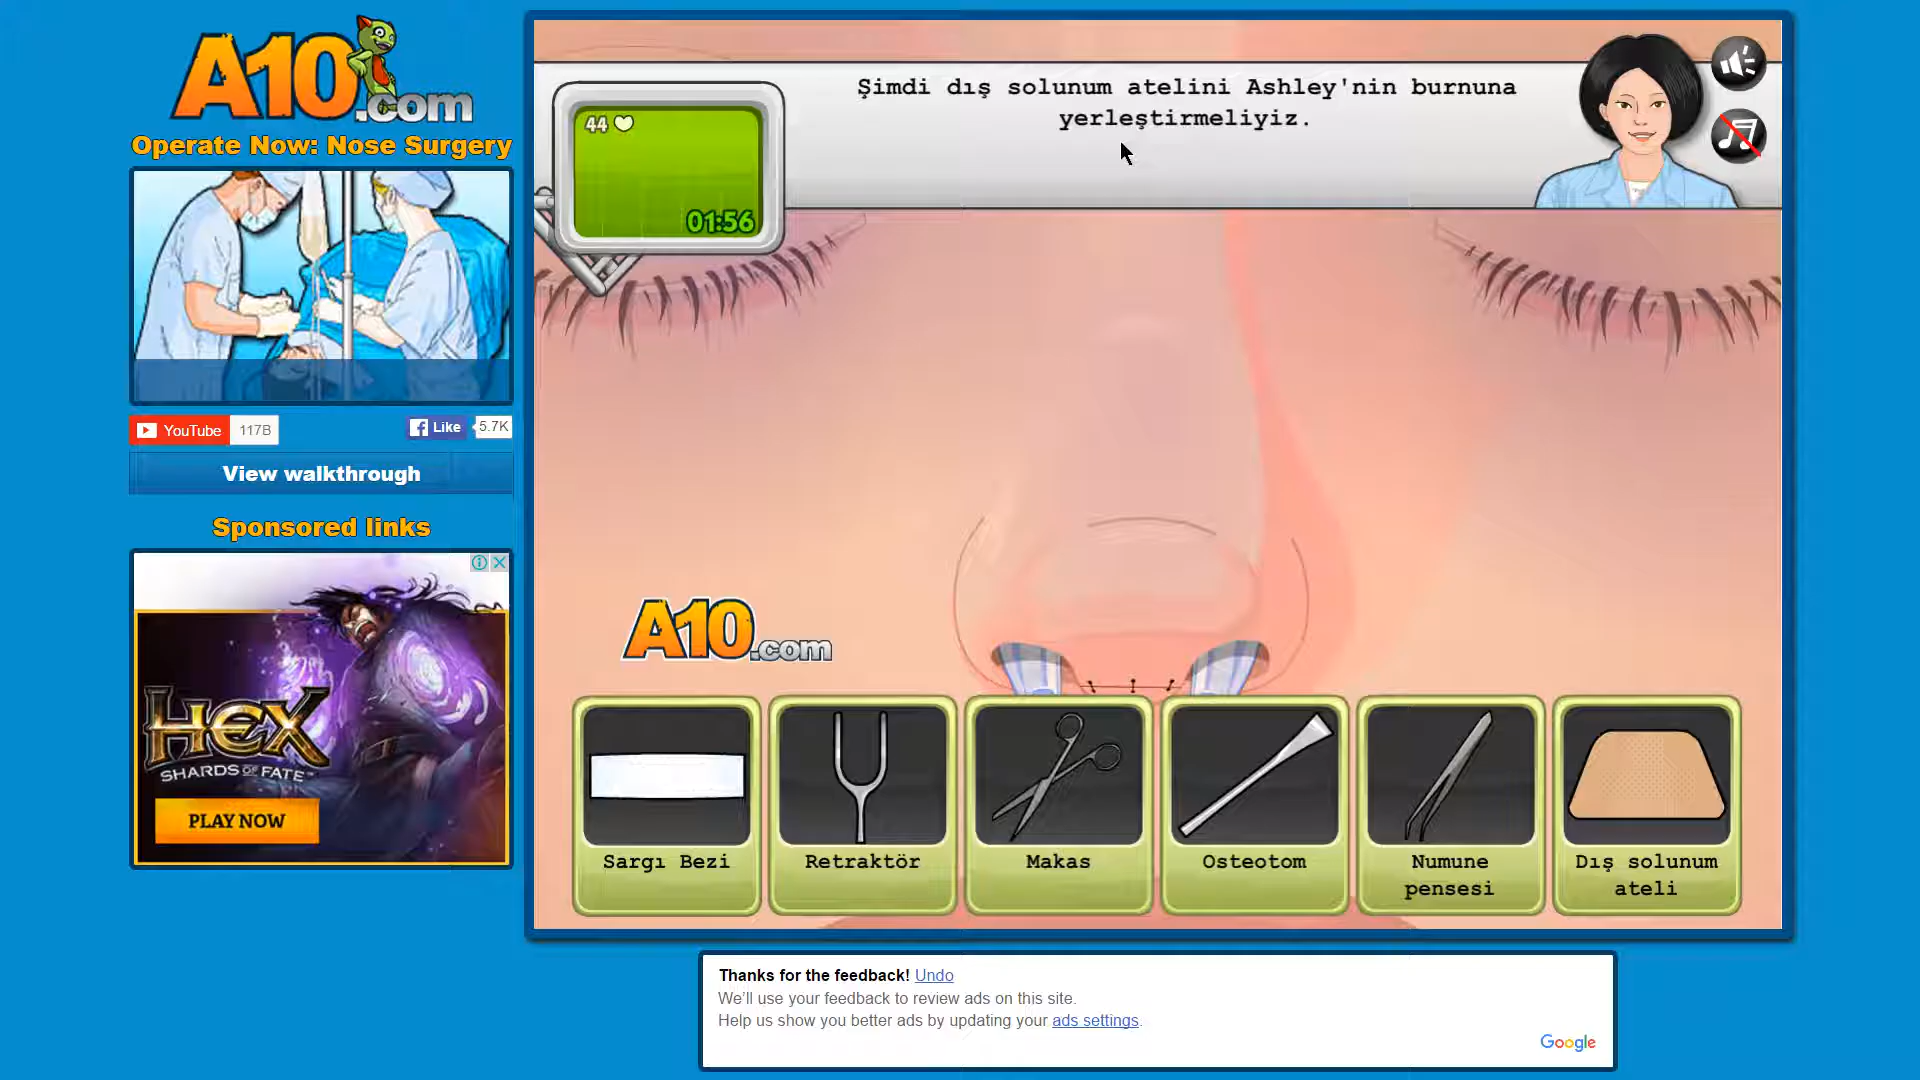 A10.com
Operate Now: Nose Surgery
YouTube 117B
Like 5.7K
View walkthrough
Sponsored links
HEX
SHARDS OF FATE™
PLAY NOW
44
01:56
Şimdi dış solunum atelini Ashley'nin burnuna
yerleştirmeliyiz.
A10.com
Sargı Bezi
Retraktör
Makas
Osteotom
Numune
pensesi
Dış solunum
ateli
Thanks for the feedback! Undo
We'll use your feedback to review ads on this site.
Help us show you better ads by updating your ads settings.
Google